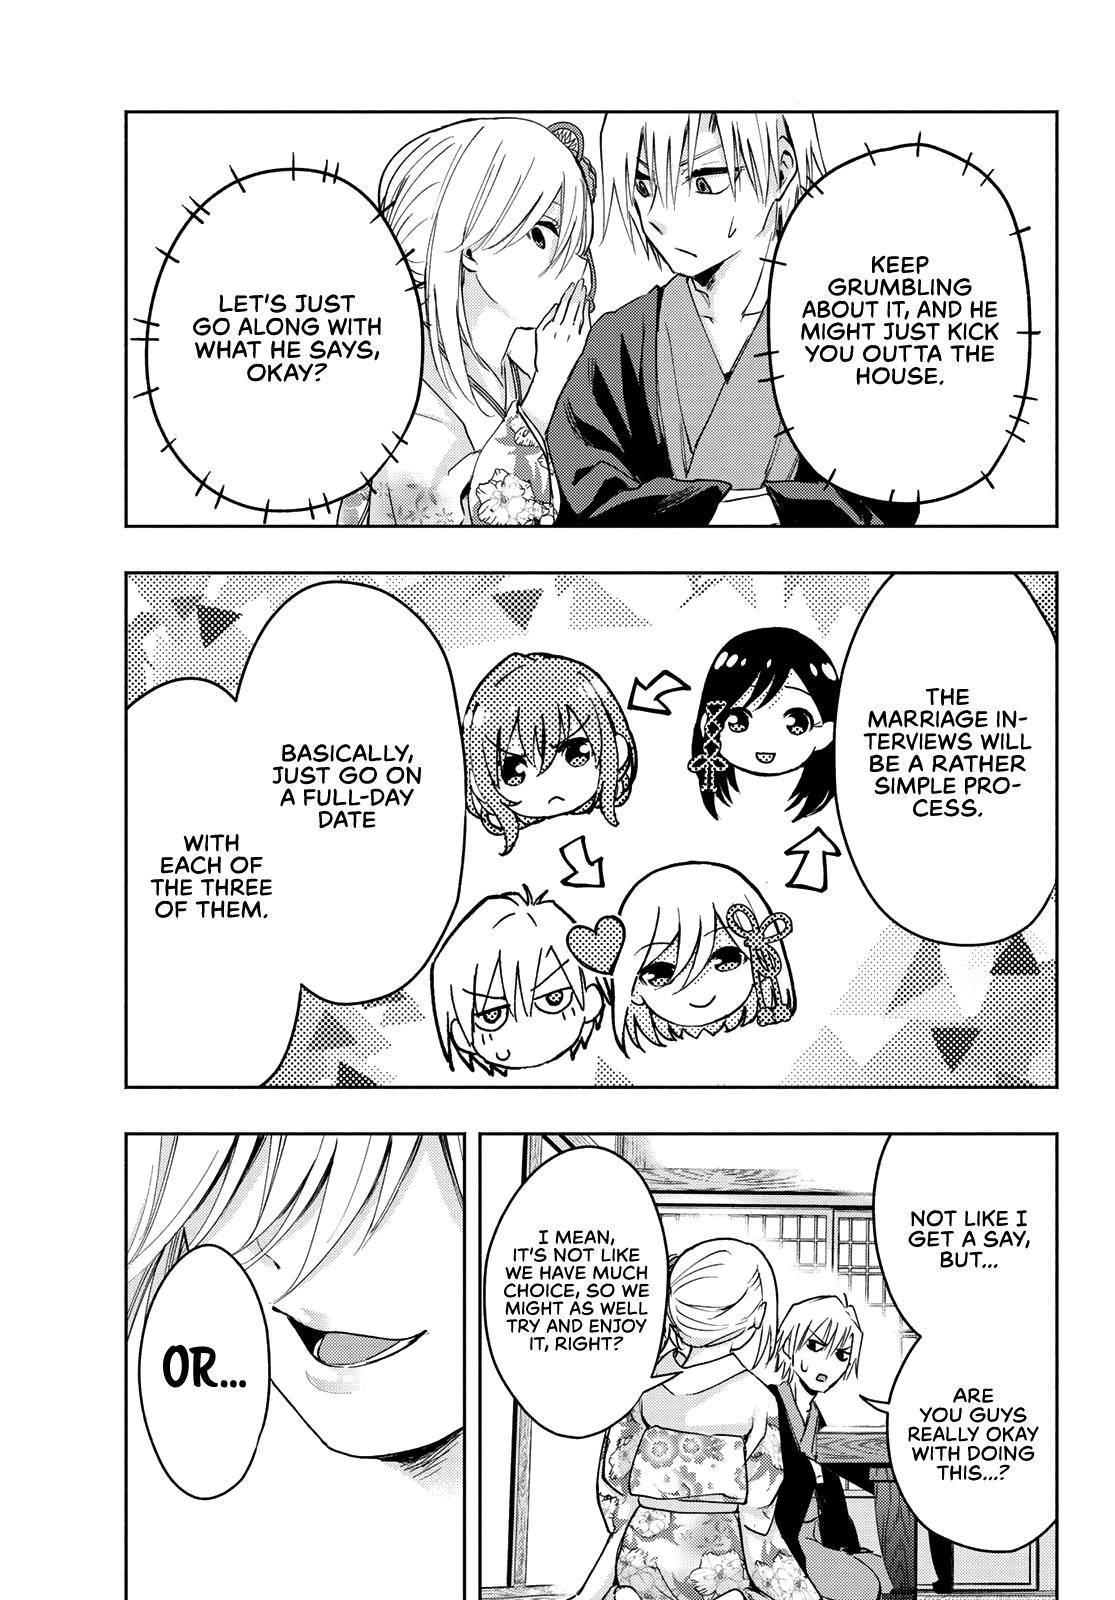 KEEP
GRUMBLING
ABOUT IT, AND HE
MIGHT JUST KICK
YOU OUTTA THE
HOUSE.
LET'S JUST
GO ALONG WITH
WHAT HE SAYS,
OKAY?
THE
MARRIAGE IN-
TERVIEWS WILL
BE A RATHER
SIMPLE PRO-
CESS.
BASICALLY,
JUST GO ON
A FULL-DAY
DATE
WITH
EACH OF
THE THREE
OF THEM.
NOT LIKE I
GET A SAY,
BUT...
ARE
YOU GUYS
REALLY OKAY
WITH DOING
THIS...?
I MEAN,
IT'S NOT LIKE
WE HAVE MUCH
CHOICE, SO WE
MIGHT AS WELL
TRY AND ENJOY
IT, RIGHT?
OR...